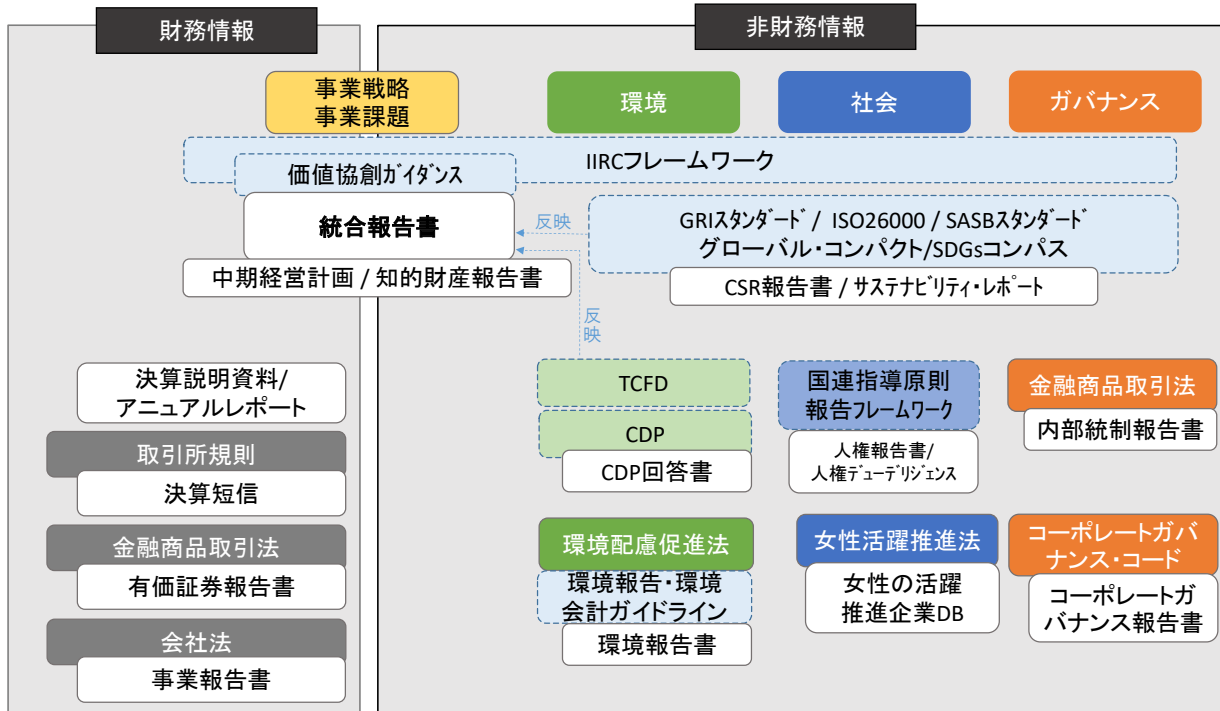 財務情報
非財務情報
事業戦略
事業課題
環境
社会
ガバナンス
IIRCフレームワーク
価値協創ｶﾞｲﾀﾞﾝｽ
統合報告書
反映
GRIｽﾀﾝﾀﾞｰﾄﾞ / ISO26000 / SASBｽﾀﾝﾀﾞｰﾄﾞ
グローバル・コンパクト/SDGsコンパス
中期経営計画 / 知的財産報告書
CSR報告書 / ｻｽﾃﾅﾋﾞﾘﾃｨ・ﾚﾎﾟｰﾄ
反
映
決算説明資料/
アニュアルレポート
取引所規則
決算短信
金融商品取引法
有価証券報告書
会社法
事業報告書
TCFD
CDP
CDP回答書
環境配慮促進法
環境報告・環境
会計ガイドライン
環境報告書
国連指導原則
報告ﾌﾚｰﾑﾜｰｸ
人権報告書/
人権ﾃﾞｭｰﾃﾞﾘｼﾞｪﾝｽ
女性活躍推進法
女性の活躍
推進企業DB
金融商品取引法
内部統制報告書
コーポレートガバ
ナンス・コード
コーポレートガ
バナンス報告書